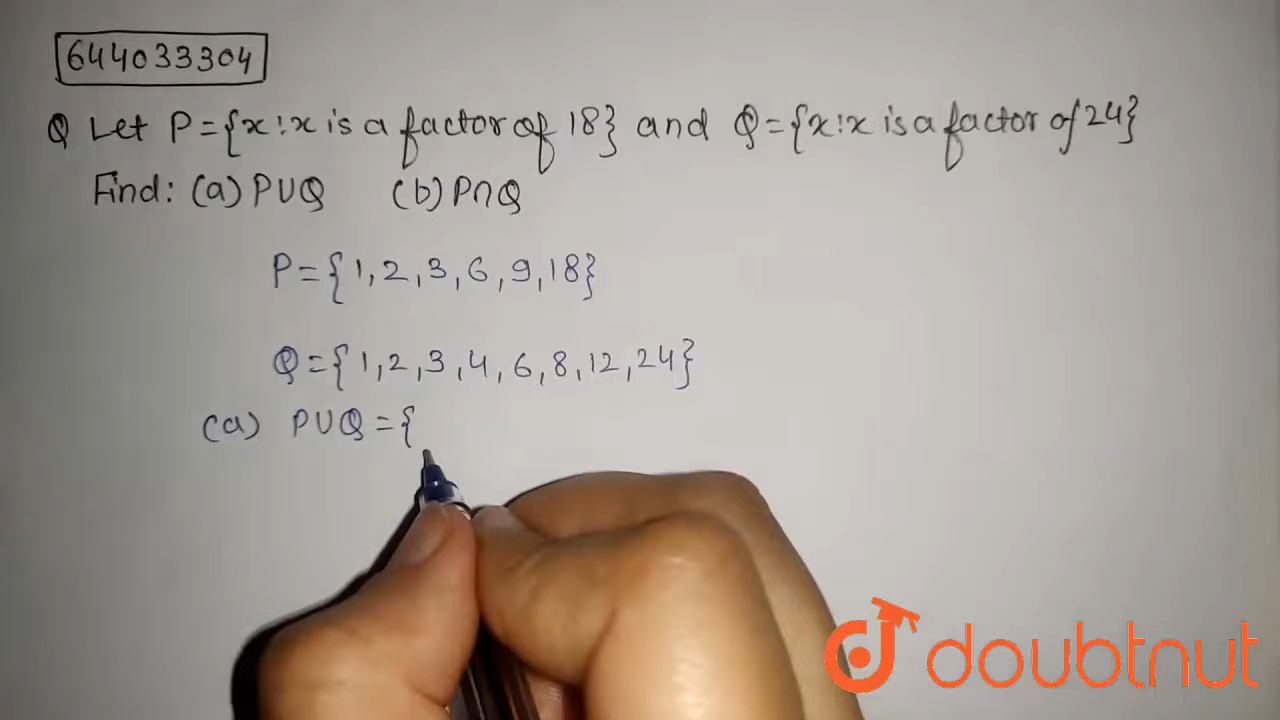 644033304
Q Let P={x:x is a factor of 18} and Q={x:x is a factor of 24}
Find: (a) P∪Q (b) P∩Q
P={1,2,3,6,9,18}
Q={1,2,3,4,6,8,12,24}
(a) P∪Q={
doubtnut